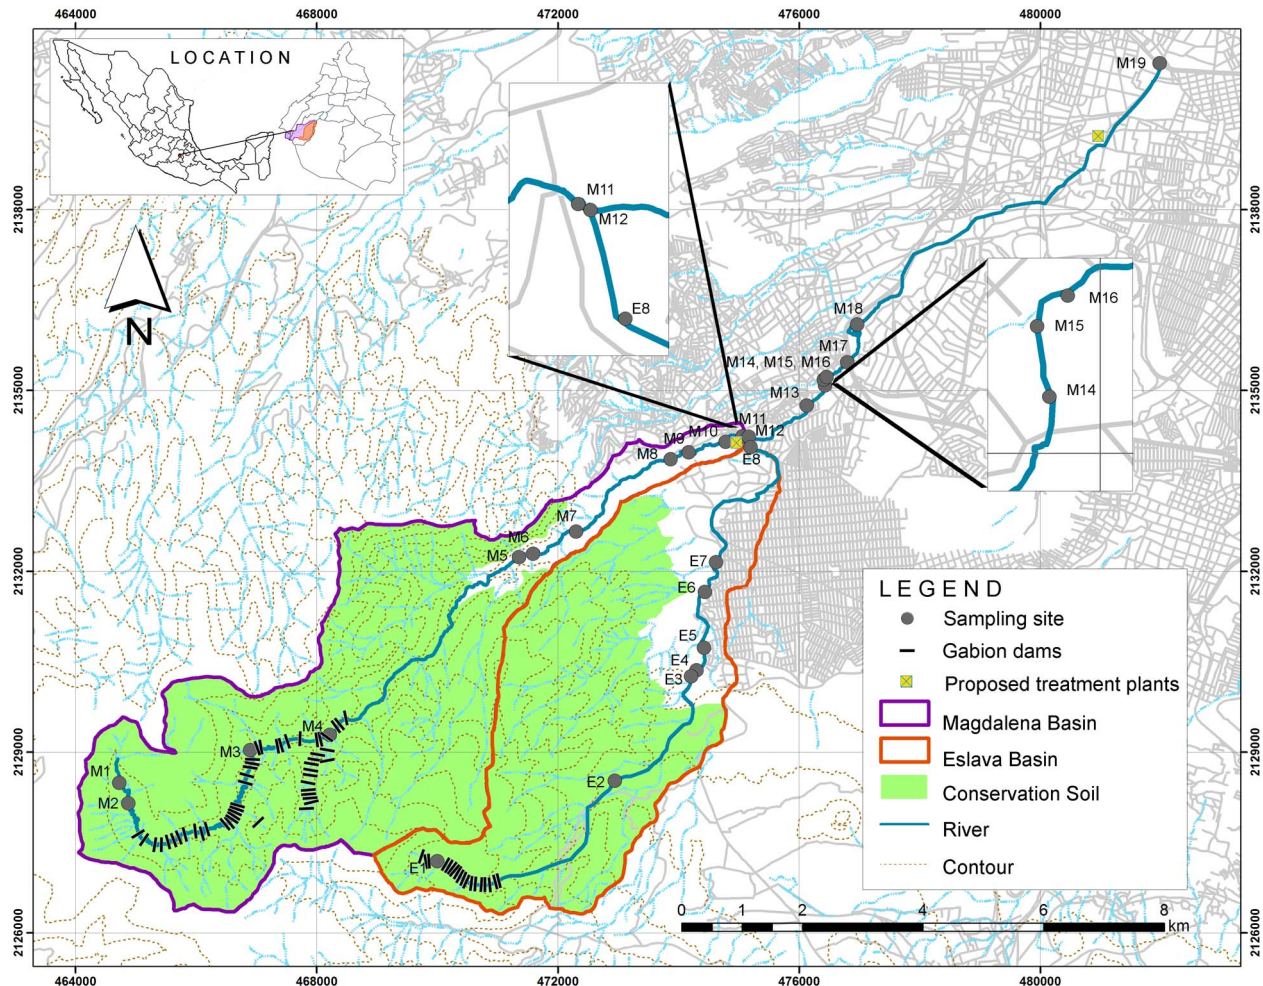 464000 468000 472000 476000 480000
LOCATION
M19
M11
M12
E8
2138000
2138000
N
M16
M15
M14
M18
M17
M14, M15, M16
M13
2135000
2135000
M11
M12
M10
M9
M8
E8
M7
M6
M5
2132000
2132000
E7
E6
E5
E4
E3
M4
M3
M1
M2
2129000
2129000
E2
E1
LEGEND
Sampling site
Gabion dams
Proposed treatment plants
Magdalena Basin
Eslava Basin
Conservation Soil
River
Contour
0 1 2 4 6 8
km
2126000
2126000
464000 468000 472000 476000 480000